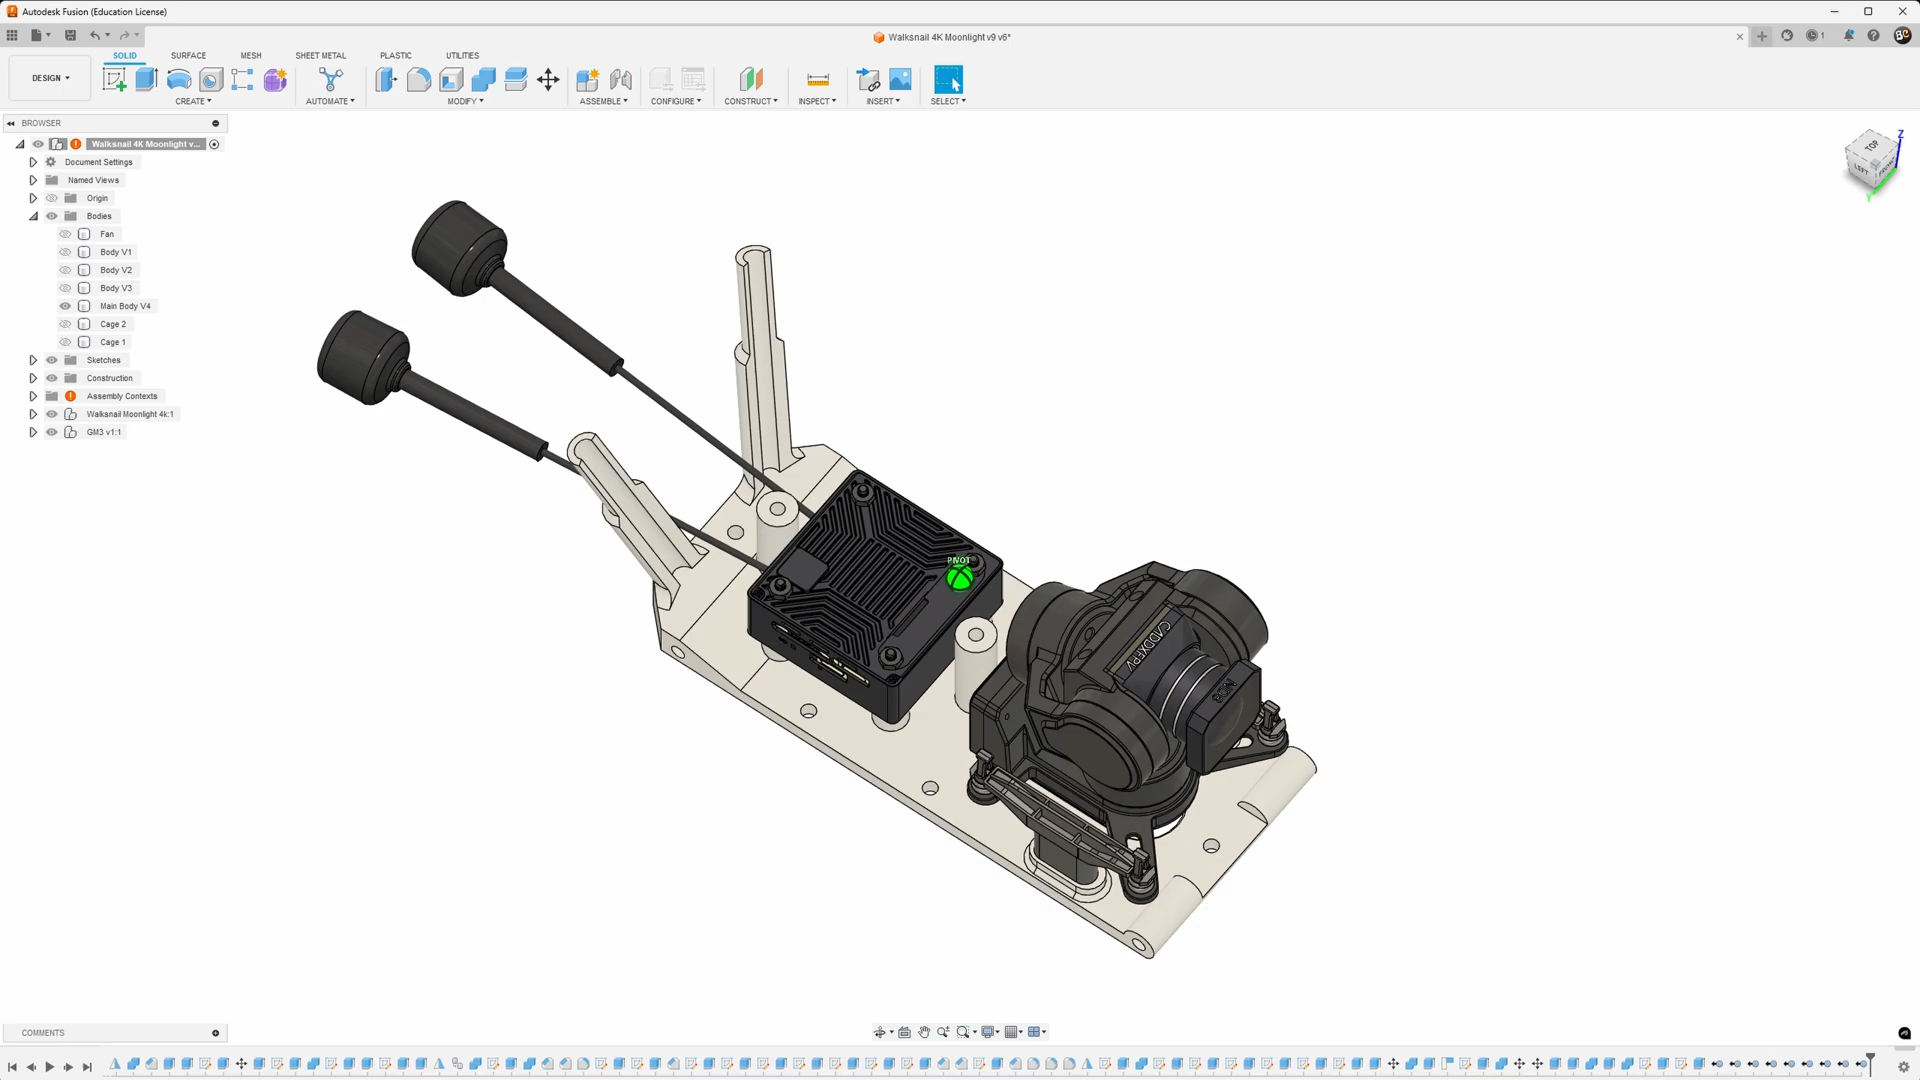 Autodesk Fusion (Education License)
Walksnail 4K Moonlight v9 v6*
1
DESIGN
SOLID
SURFACE
MESH
SHEET METAL
PLASTIC
UTILITIES
CREATE
AUTOMATE
MODIFY
ASSEMBLE
CONFIGURE
CONSTRUCT
INSPECT
INSERT
SELECT
BROWSER
Walksnail 4K Moonlight v...
Document Settings
Named Views
Origin
Bodies
Fan
Body V1
Body V2
Body V3
Main Body V4
Cage 2
Cage 1
Sketches
Construction
Assembly Contexts
Walksnail Moonlight 4k:1
GM3 v1:1
Z
TOP
LEFT
Y
PIVOT
CADDXFPV
COMMENTS